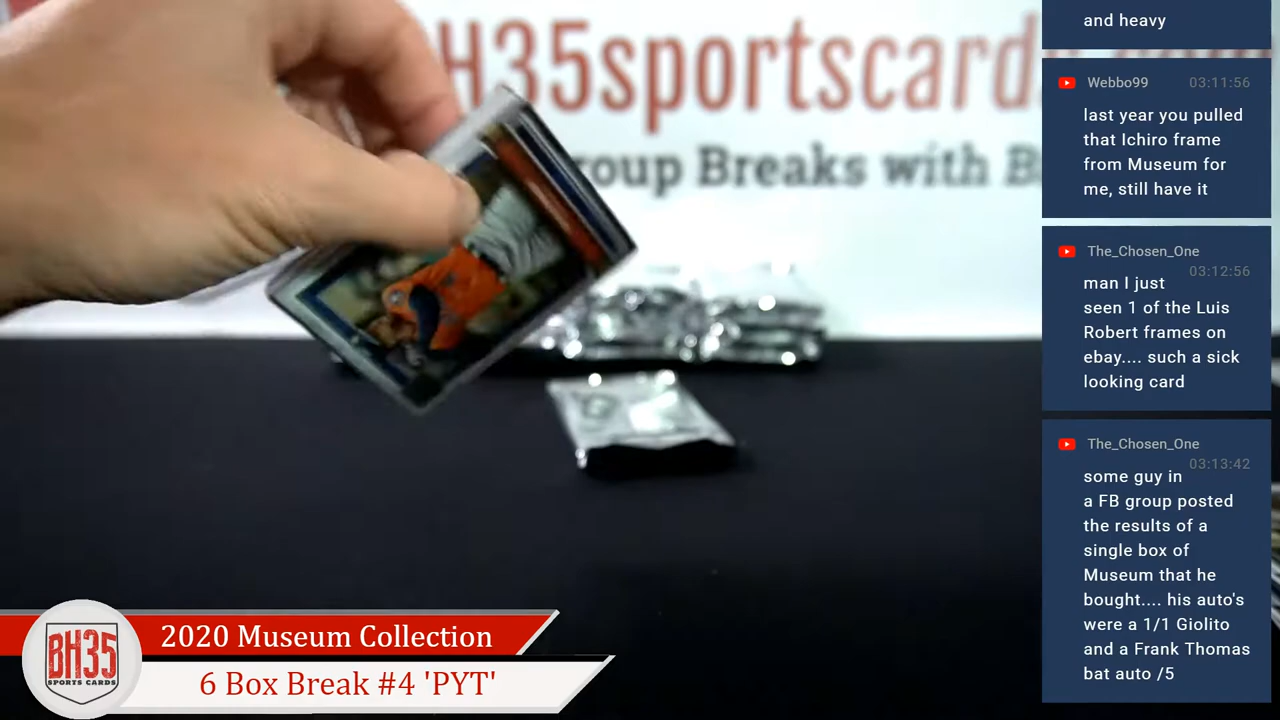 BH35sportscards
Group Breaks with B
and heavy
Webbo99 03:11:56
last year you pulled
that Ichiro frame
from Museum for
me, still have it
The_Chosen_One
03:12:56
man I just
seen 1 of the Luis
Robert frames on
ebay.... such a sick
looking card
The_Chosen_One
03:13:42
some guy in
a FB group posted
the results of a
single box of
Museum that he
bought.... his auto's
were a 1/1 Giolito
and a Frank Thomas
bat auto /5
BH35
SPORTS CARDS
2020 Museum Collection
6 Box Break #4 'PYT'